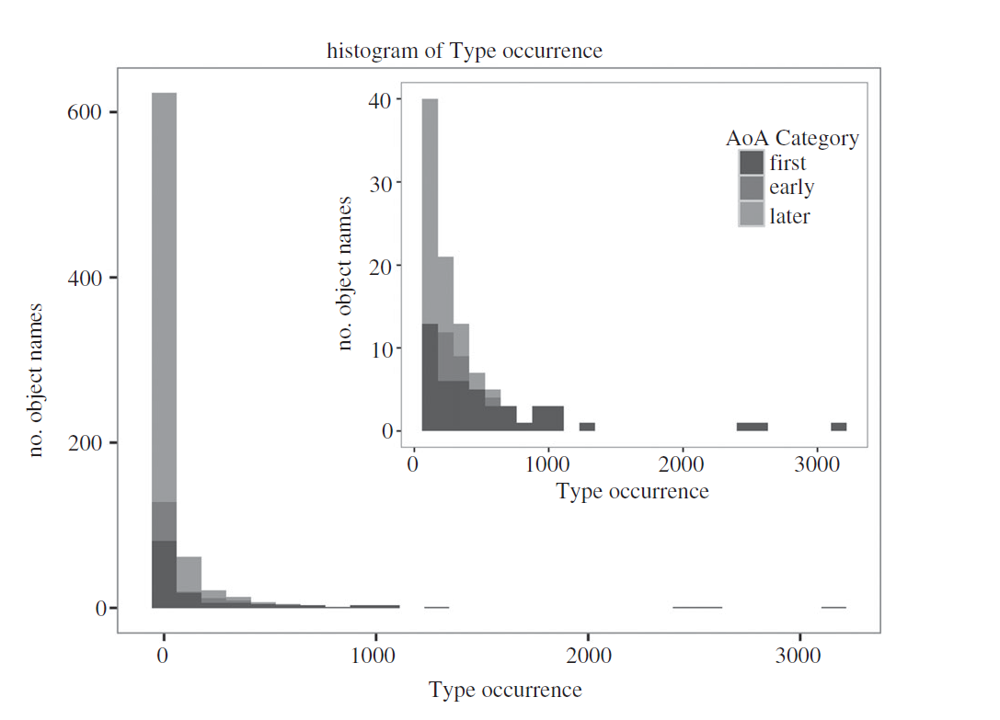 histogram of Type occurrence
600
400
200
0
no. object names
0
1000
2000
3000
Type occurrence
40
30
20
10
0
no. object names
0
1000
2000
3000
Type occurrence
AoA Category
first
early
later